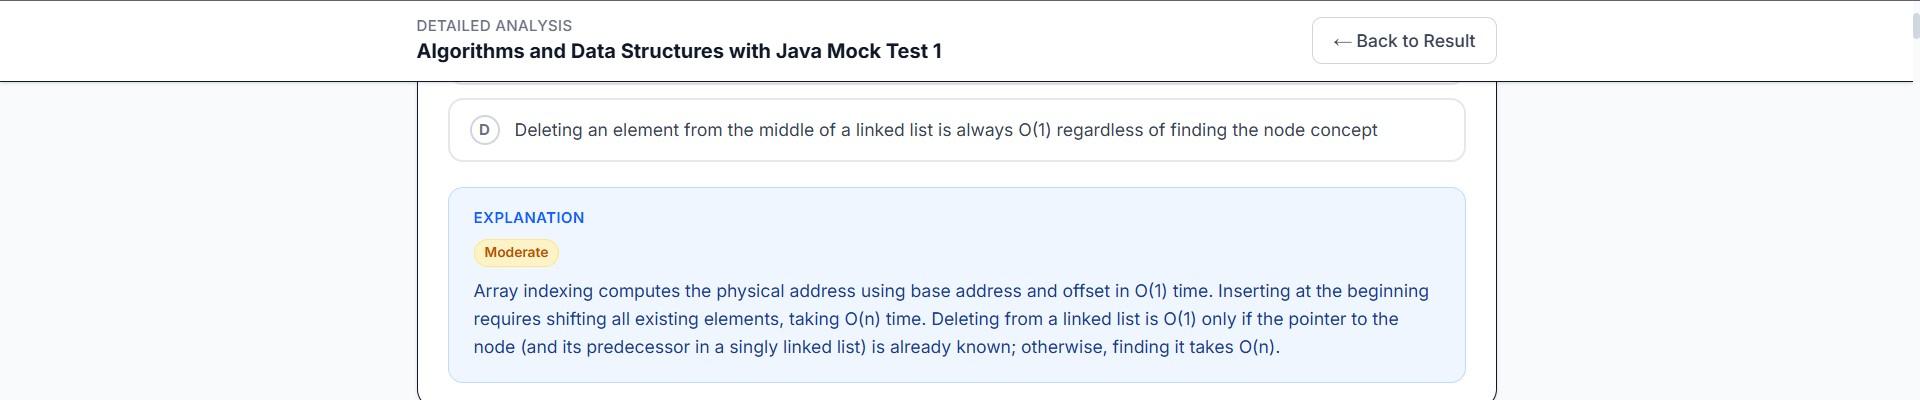 DETAILED ANALYSIS
Algorithms and Data Structures with Java Mock Test 1
← Back to Result
D Deleting an element from the middle of a linked list is always O(1) regardless of finding the node concept
EXPLANATION
Moderate
Array indexing computes the physical address using base address and offset in O(1) time. Inserting at the beginning
requires shifting all existing elements, taking O(n) time. Deleting from a linked list is O(1) only if the pointer to the
node (and its predecessor in a singly linked list) is already known; otherwise, finding it takes O(n).